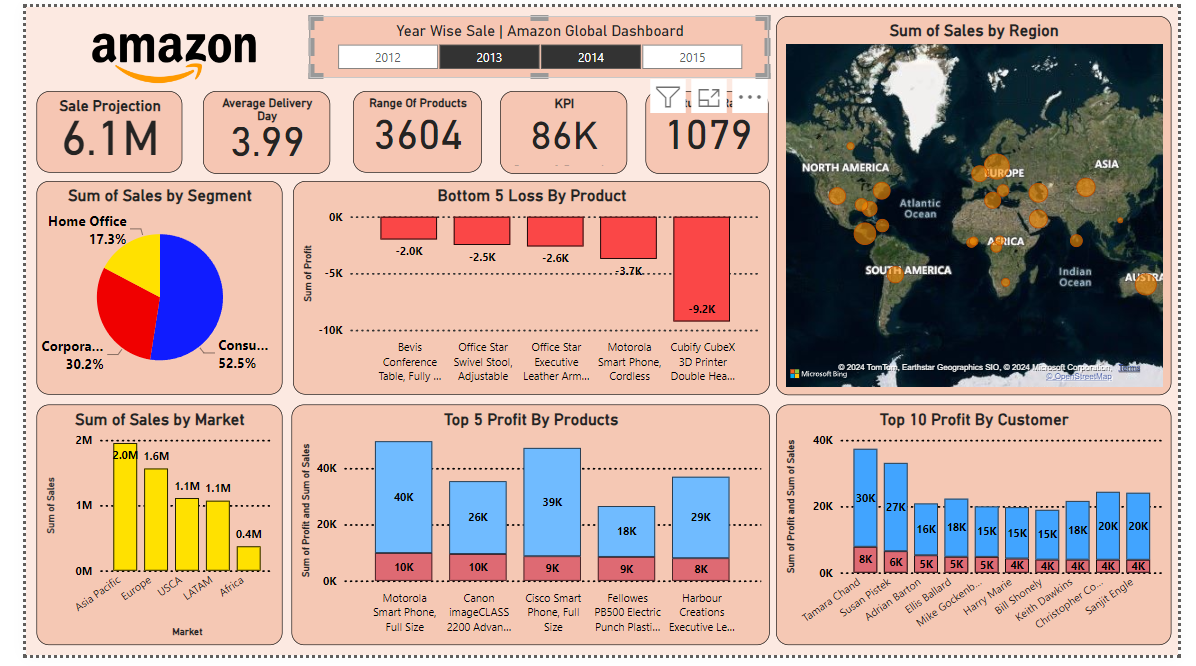 amazon
Year Wise Sale | Amazon Global Dashboard
2012
2013
2014
2015
Sale Projection
6.1M
Average Delivery
Day
3.99
Range Of Products
3604
KPI
86K
1079
Sum of Sales by Region
NORTH AMERICA
EUROPE
ASIA
Atlantic
Ocean
AFRICA
SOUTH AMERICA
Indian
Ocean
AUSTRA
Microsoft Bing
© 2024 TomTom, Earthstar Geographics SIO, © 2024 Microsoft Corporation, Terms
© OpenStreetMap
Sum of Sales by Segment
Home Office
17.3%
Corpora...
30.2%
Consu...
52.5%
Bottom 5 Loss By Product
Sum of Profit
0K
-5K
-10K
-2.0K
-2.5K
-2.6K
-3.7K
-9.2K
Bevis
Conference
Table, Fully ...
Office Star
Swivel Stool,
Adjustable
Office Star
Executive
Leather Arm...
Motorola
Smart Phone,
Cordless
Cubify CubeX
3D Printer
Double Hea...
Sum of Sales by Market
Sum of Sales
2M
1M
0M
2.0M
1.6M
1.1M
1.1M
0.4M
Asia Pacific
Europe
USCA
LATAM
Africa
Market
Top 5 Profit By Products
Sum of Profit and Sum of Sales
40K
20K
0K
40K
26K
39K
18K
29K
10K
10K
9K
9K
8K
Motorola
Smart Phone,
Full Size
Canon
imageCLASS
2200 Advan...
Cisco Smart
Phone, Full
Size
Fellowes
PB500 Electric
Punch Plasti...
Harbour
Creations
Executive Le...
Top 10 Profit By Customer
Sum of Profit and Sum of Sales
40K
20K
0K
30K
27K
16K
18K
15K
15K
15K
18K
20K
20K
8K
6K
5K
5K
5K
4K
4K
4K
4K
4K
Tamara Chand
Susan Pistek
Adrian Barton
Ellis Ballard
Mike Gockenb...
Harry Marie
Bill Shonely
Keith Dawkins
Christopher Co...
Sanjit Engle